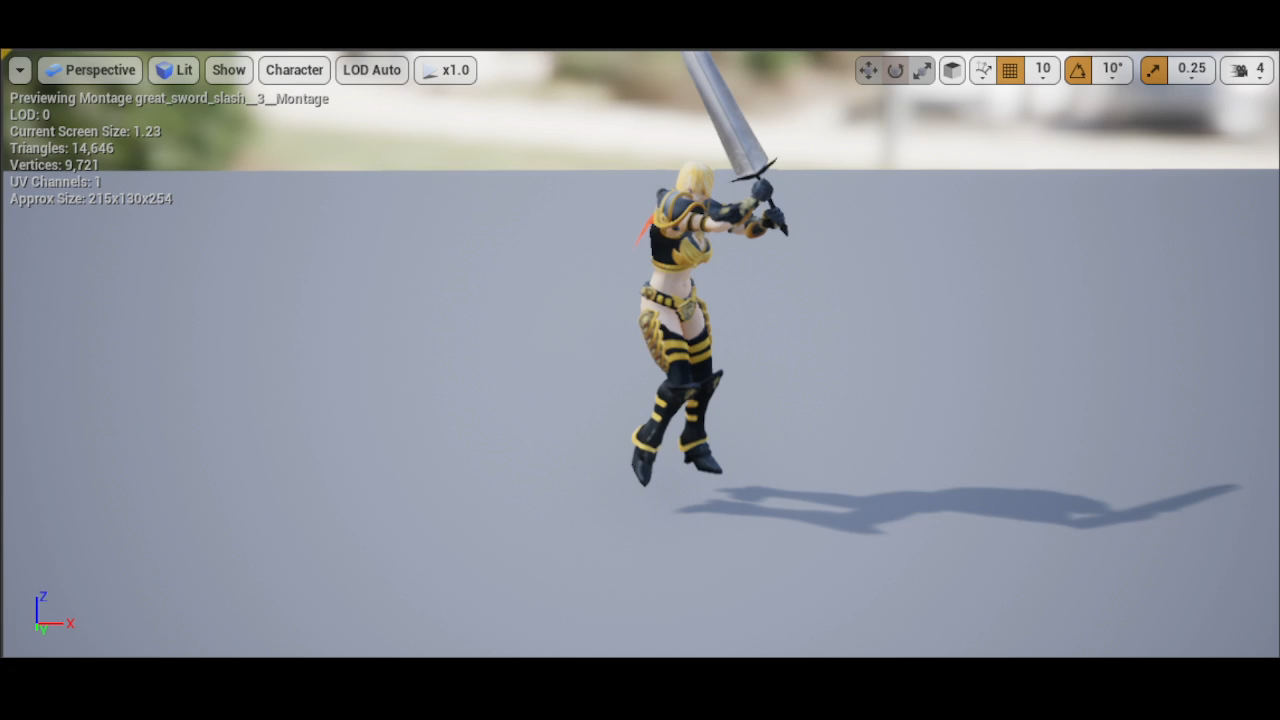 Perspective Lit Show Character LOD Auto x1.0 10 10° 0.25 4
Previewing Montage great_sword_slash__3__Montage
LOD: 0
Current Screen Size: 1.23
Triangles: 14,646
Vertices: 9,721
UV Channels: 1
Approx Size: 215x130x254
Z
X
Y